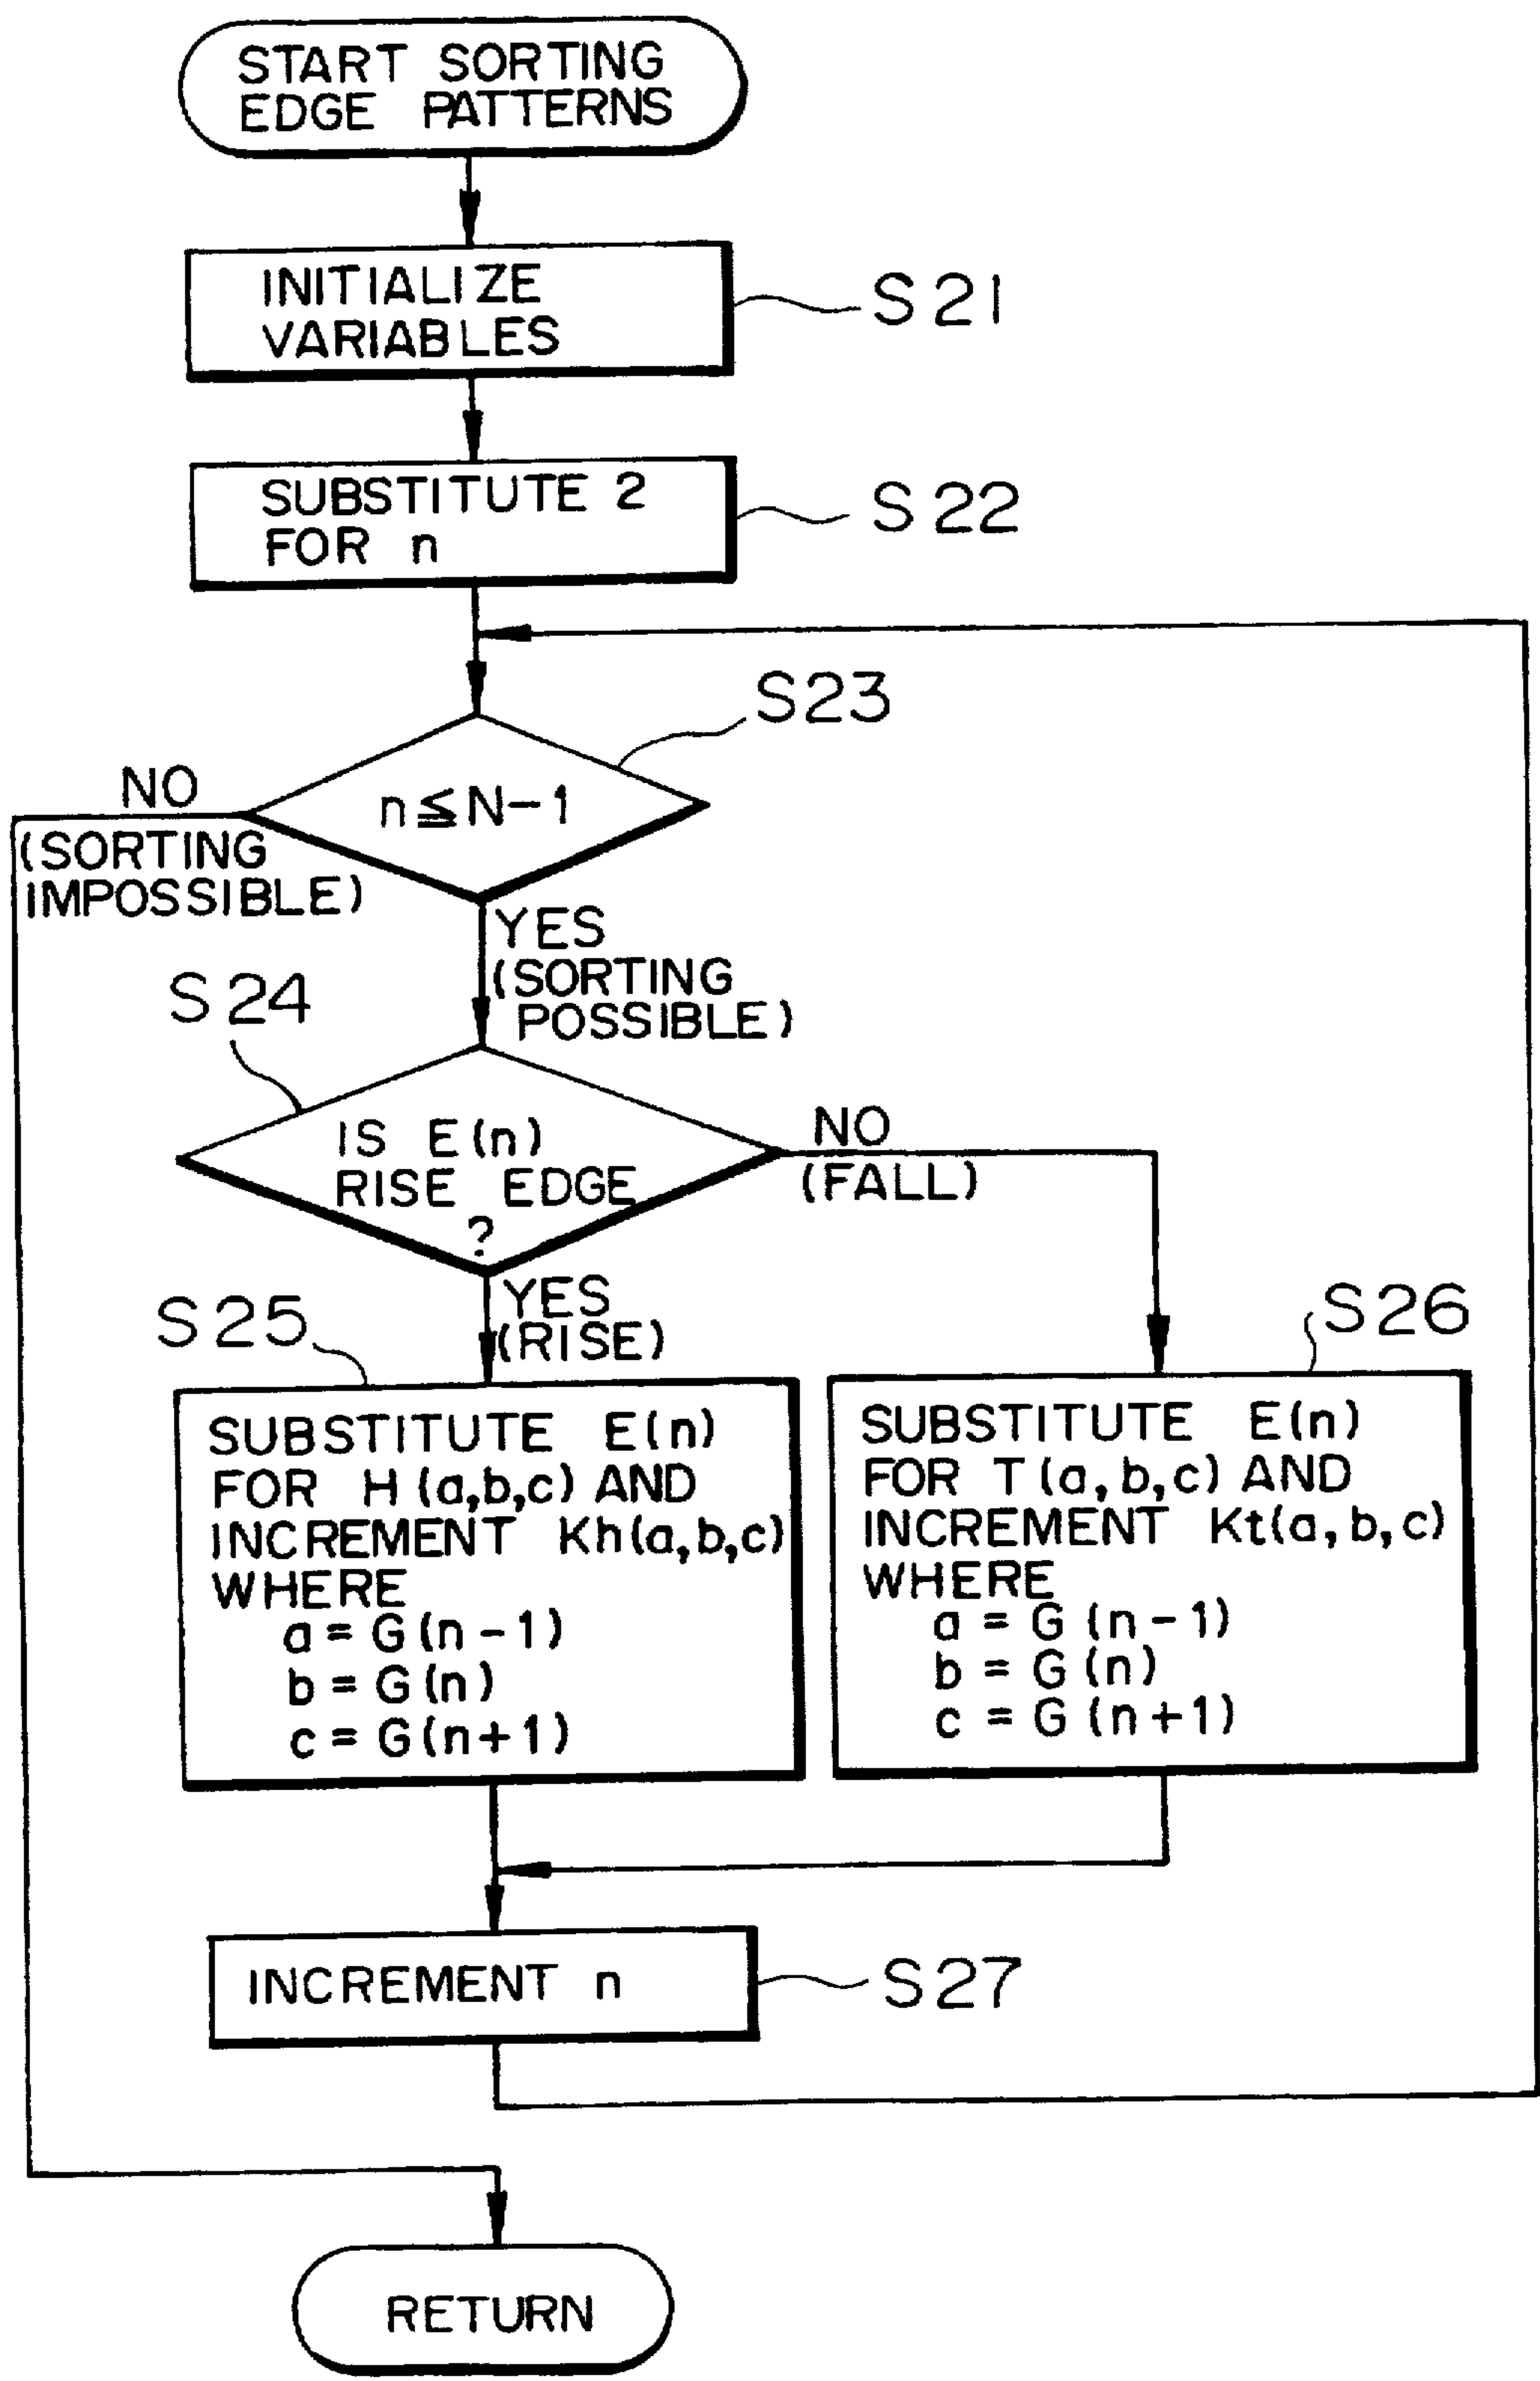 START SORTING
EDGE PATTERNS
INITIALIZE
VARIABLES
S21
SUBSTITUTE 2
FOR n
S22
S23
n≦N-1
NO
(SORTING
IMPOSSIBLE)
YES
(SORTING
POSSIBLE)
S24
IS E(n)
RISE EDGE
?
NO
(FALL)
YES
(RISE)
S25
SUBSTITUTE E(n)
FOR H(a,b,c) AND
INCREMENT Kh(a,b,c)
WHERE
a = G(n-1)
b = G(n)
c = G(n+1)
S26
SUBSTITUTE E(n)
FOR T(a,b,c) AND
INCREMENT Kt(a,b,c)
WHERE
a = G(n-1)
b = G(n)
c = G(n+1)
INCREMENT n
S27
RETURN